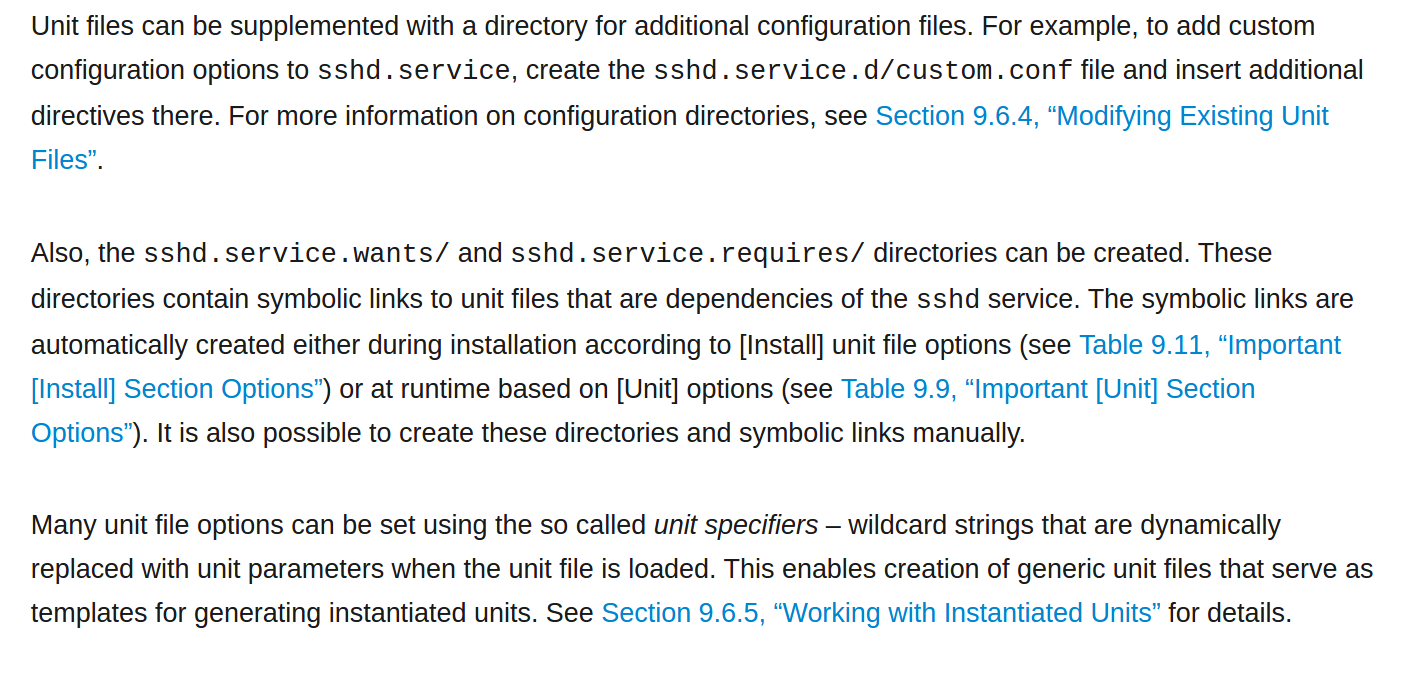 Unit files can be supplemented with a directory for additional configuration files. For example, to add custom
configuration options to sshd.service, create the sshd.service.d/custom.conf file and insert additional
directives there. For more information on configuration directories, see Section 9.6.4, “Modifying Existing Unit
Files”.
Also, the sshd.service.wants/ and sshd.service.requires/ directories can be created. These
directories contain symbolic links to unit files that are dependencies of the sshd service. The symbolic links are
automatically created either during installation according to [Install] unit file options (see Table 9.11, “Important
[Install] Section Options”) or at runtime based on [Unit] options (see Table 9.9, “Important [Unit] Section
Options”). It is also possible to create these directories and symbolic links manually.
Many unit file options can be set using the so called unit specifiers – wildcard strings that are dynamically
replaced with unit parameters when the unit file is loaded. This enables creation of generic unit files that serve as
templates for generating instantiated units. See Section 9.6.5, “Working with Instantiated Units” for details.